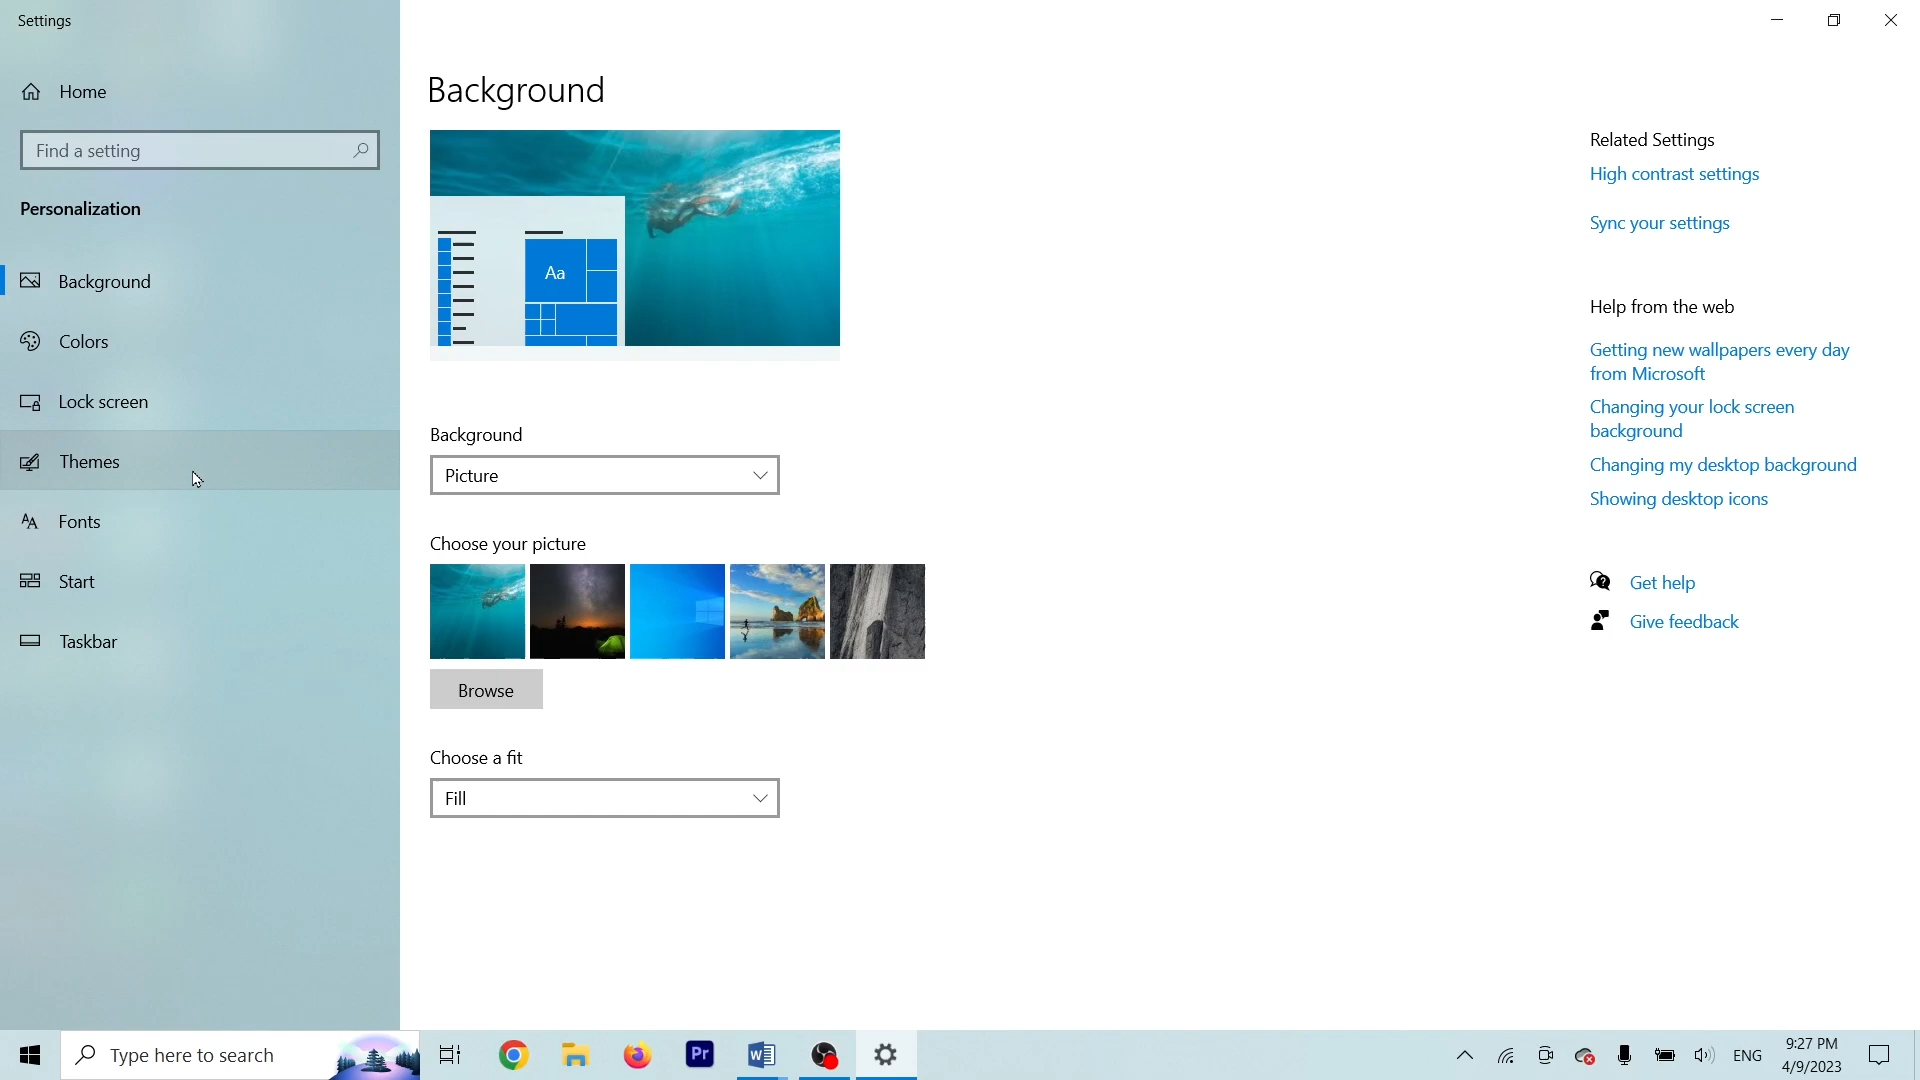 Settings
Home
Find a setting
Personalization
Background
Colors
Lock screen
Themes
Fonts
Start
Taskbar
Background
Aa
Background
Picture
Choose your picture
Browse
Choose a fit
Fill
Related Settings
High contrast settings
Sync your settings
Help from the web
Getting new wallpapers every day
from Microsoft
Changing your lock screen
background
Changing my desktop background
Showing desktop icons
Get help
Give feedback
Type here to search
Pr
W
ENG
9:27 PM
4/9/2023